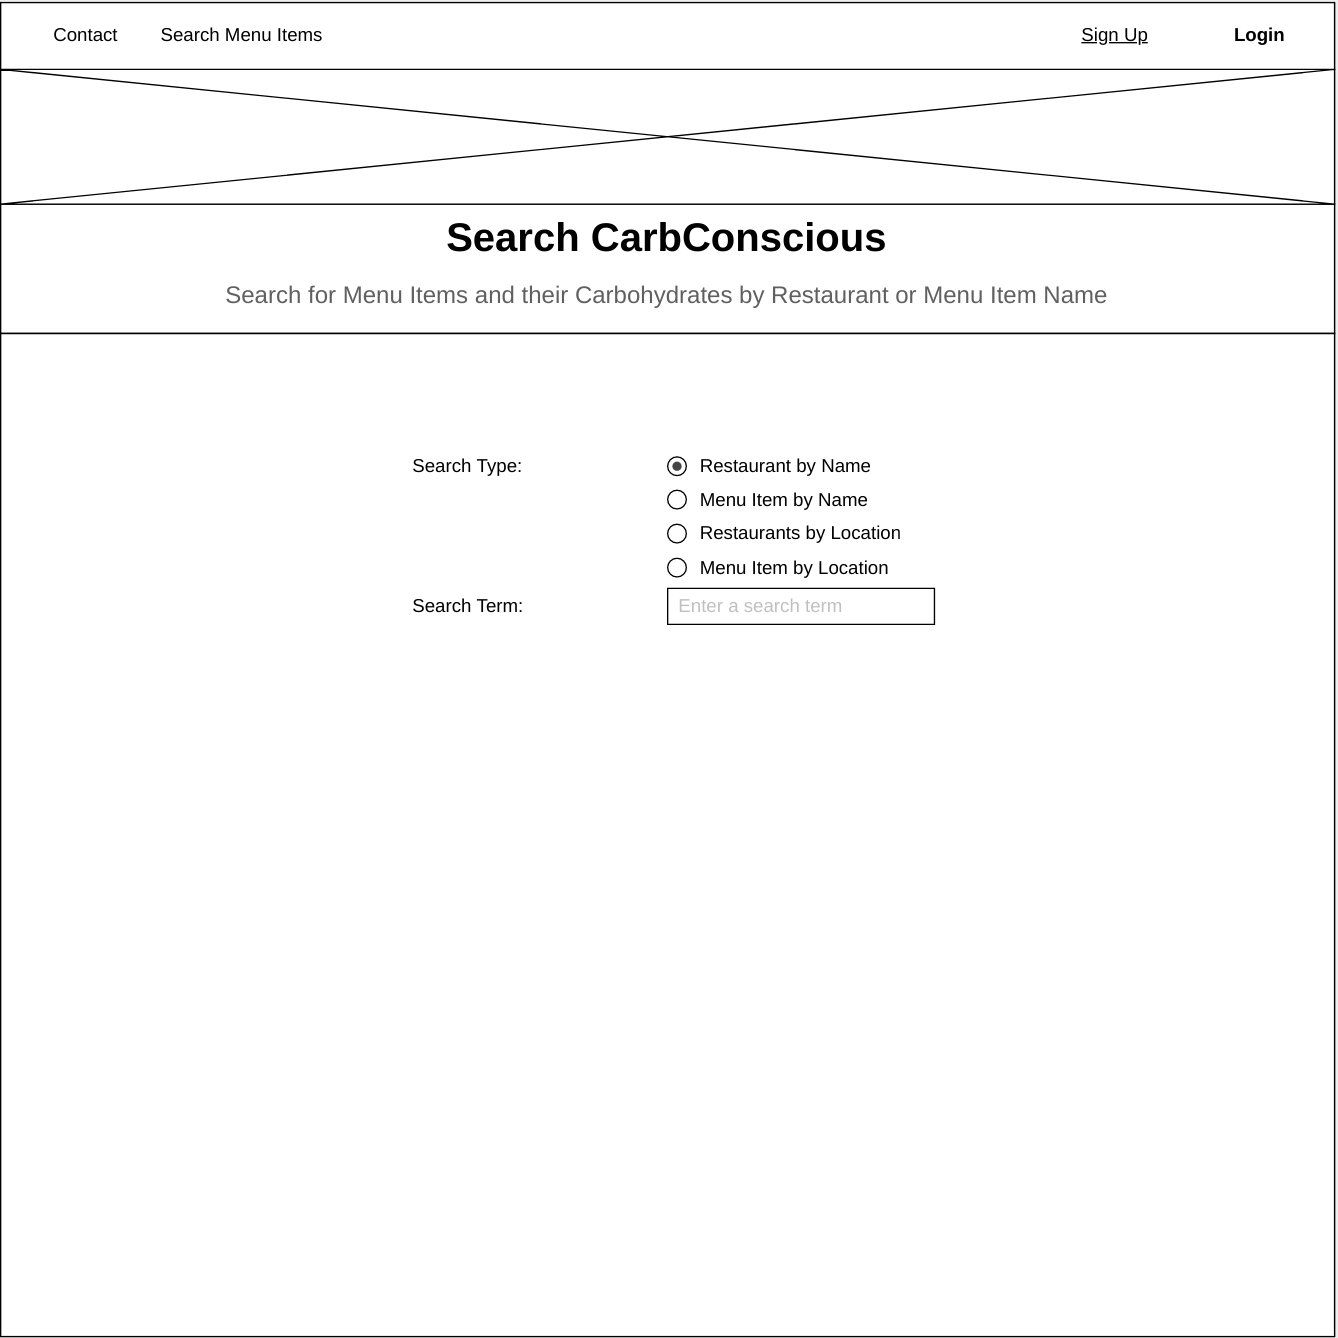 Contact Search Menu Items Sign Up Login
Search CarbConscious
Search for Menu Items and their Carbohydrates by Restaurant or Menu Item Name
Search Type: Restaurant by Name
Menu Item by Name
Restaurants by Location
Menu Item by Location
Search Term: Enter a search term